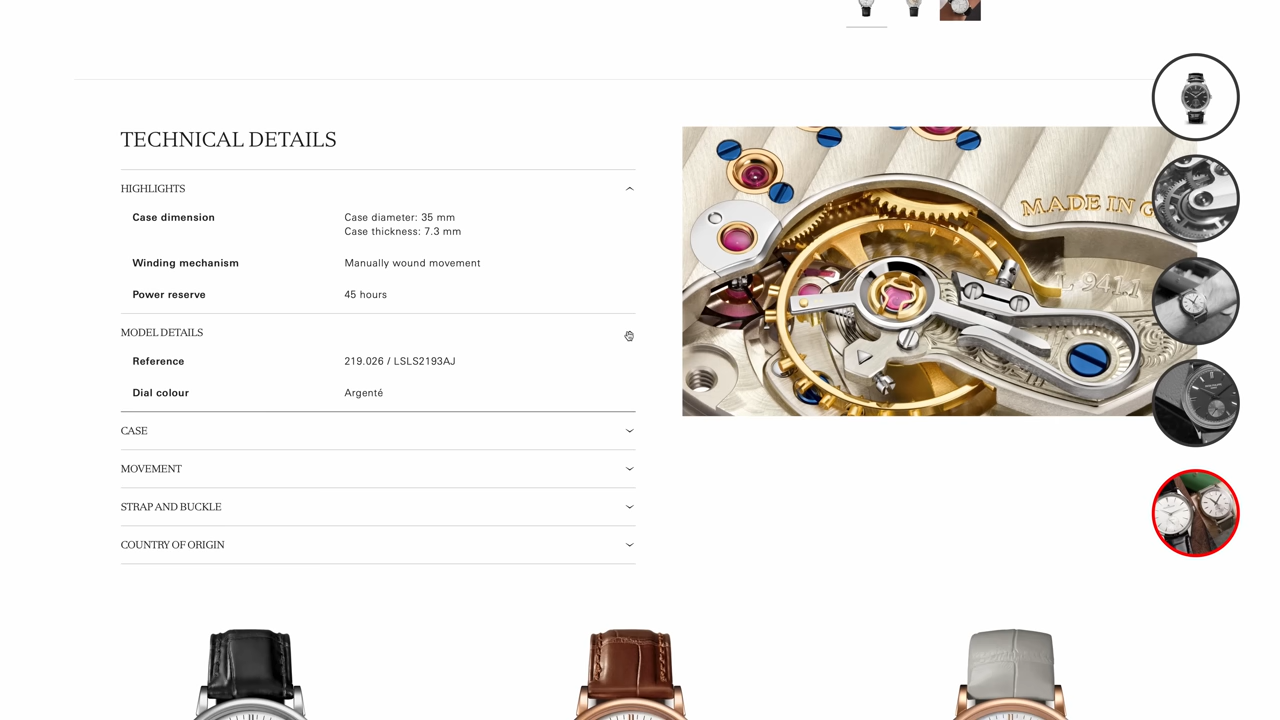 TECHNICAL DETAILS
HIGHLIGHTS
Case dimension
Case diameter: 35 mm
Case thickness: 7.3 mm
Winding mechanism
Manually wound movement
Power reserve
45 hours
MODEL DETAILS
Reference
219.026 / LSLS2193AJ
Dial colour
Argenté
CASE
MOVEMENT
STRAP AND BUCKLE
COUNTRY OF ORIGIN
MADE IN G
L 941.1